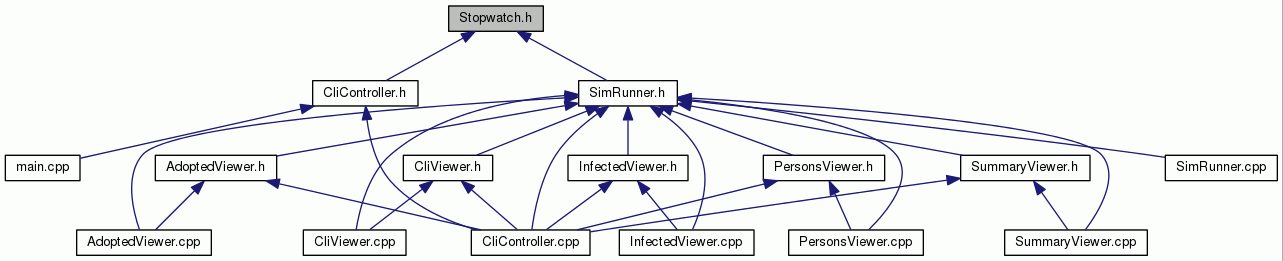 Stopwatch.h
CliController.h
SimRunner.h
main.cpp
AdoptedViewer.h
CliViewer.h
InfectedViewer.h
PersonsViewer.h
SummaryViewer.h
SimRunner.cpp
AdoptedViewer.cpp
CliViewer.cpp
CliController.cpp
InfectedViewer.cpp
PersonsViewer.cpp
SummaryViewer.cpp